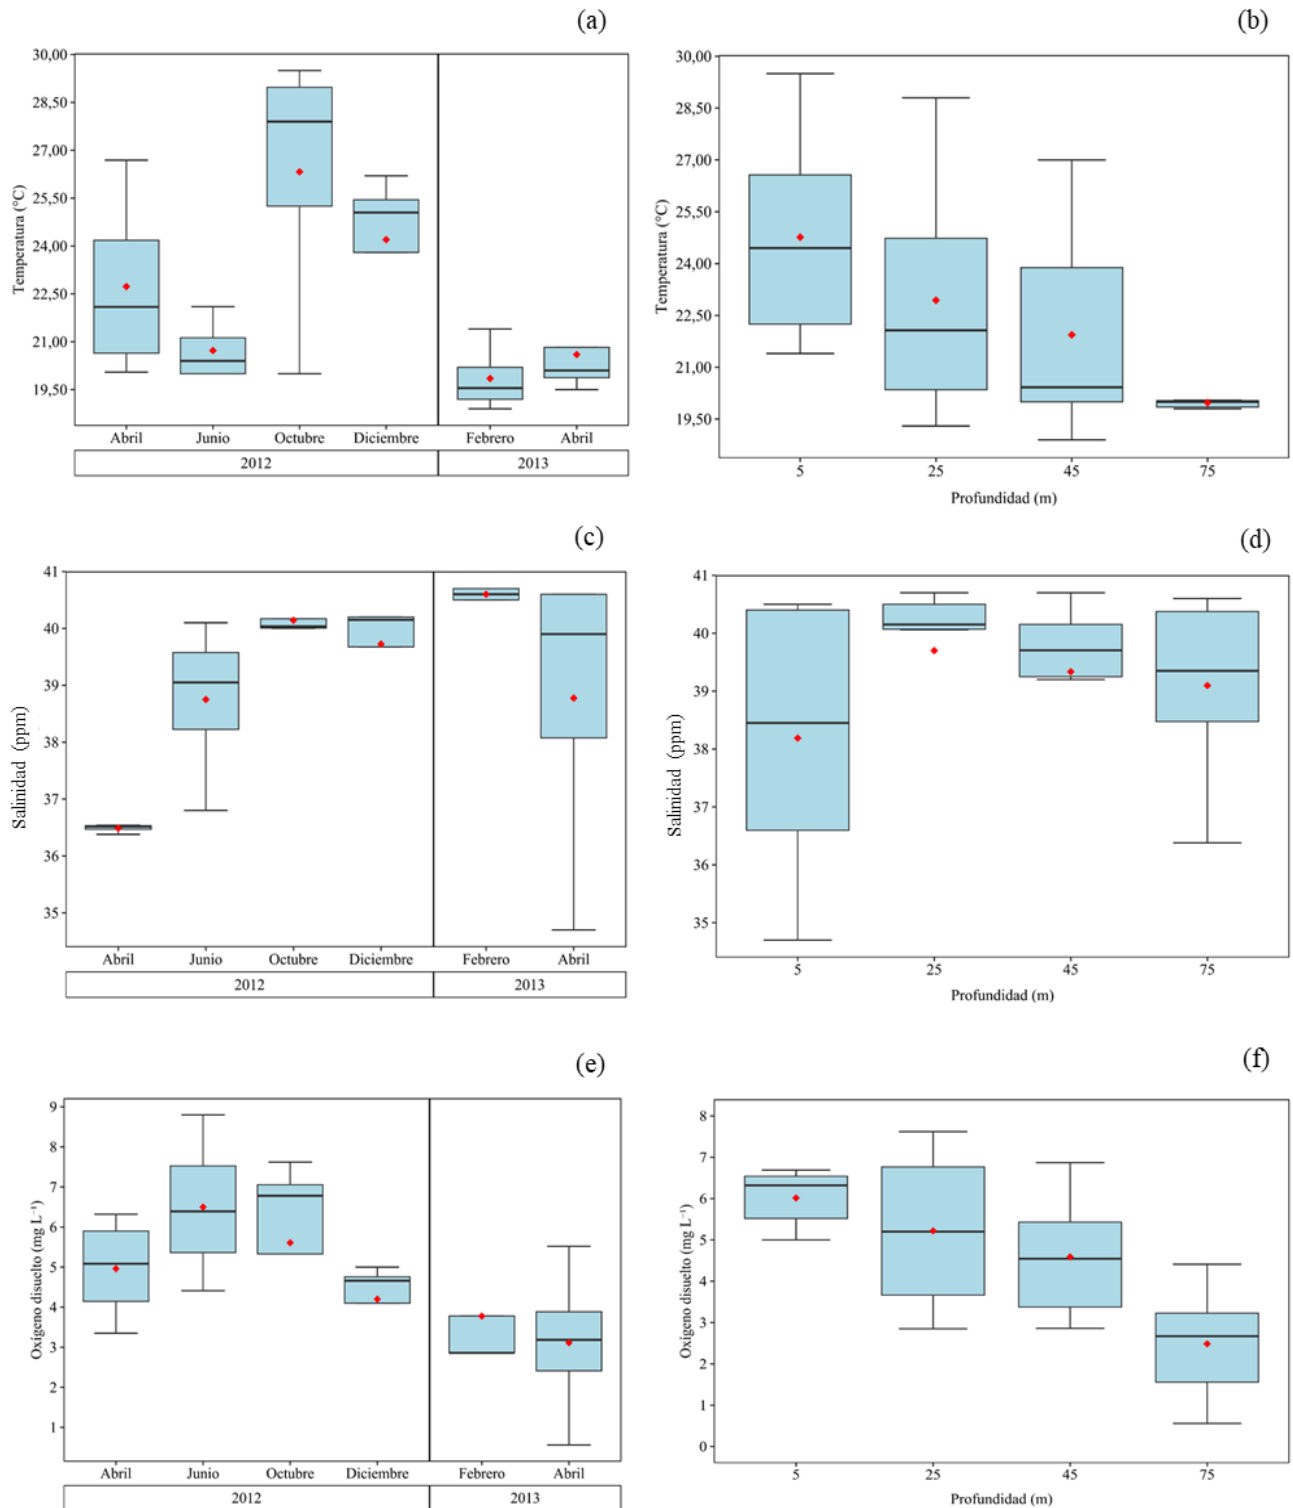 (a)
30,00
28,50
27,00
25,50
24,00
22,50
21,00
19,50
Temperatura (°C)
Abril Junio Octubre Diciembre Febrero Abril
2012 2013
(b)
30,00
28,50
27,00
25,50
24,00
22,50
21,00
19,50
Temperatura (°C)
5 25 45 75
Profundidad (m)
(c)
41
40
39
38
37
36
35
Salinidad (ppm)
Abril Junio Octubre Diciembre Febrero Abril
2012 2013
(d)
41
40
39
38
37
36
35
Salinidad (ppm)
5 25 45 75
Profundidad (m)
(e)
9
8
7
6
5
4
3
2
1
Oxígeno disuelto (mg L⁻¹)
Abril Junio Octubre Diciembre Febrero Abril
2012 2013
(f)
8
7
6
5
4
3
2
1
0
Oxígeno disuelto (mg L⁻¹)
5 25 45 75
Profundidad (m)